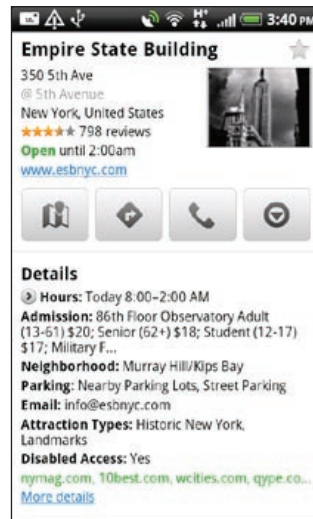 3:40 PM
Empire State Building
350 5th Ave
@ 5th Avenue
New York, United States
798 reviews
Open until 2:00am
www.esbnyc.com
Details
Hours: Today 8:00–2:00 AM
Admission: 86th Floor Observatory Adult
(13-61) $20; Senior (62+) $18; Student (12-17)
$17; Military F...
Neighborhood: Murray Hill/Kips Bay
Parking: Nearby Parking Lots, Street Parking
Email: info@esbnyc.com
Attraction Types: Historic New York,
Landmarks
Disabled Access: Yes
nymag.com, 10best.com, wcities.com, qype.co...
More details